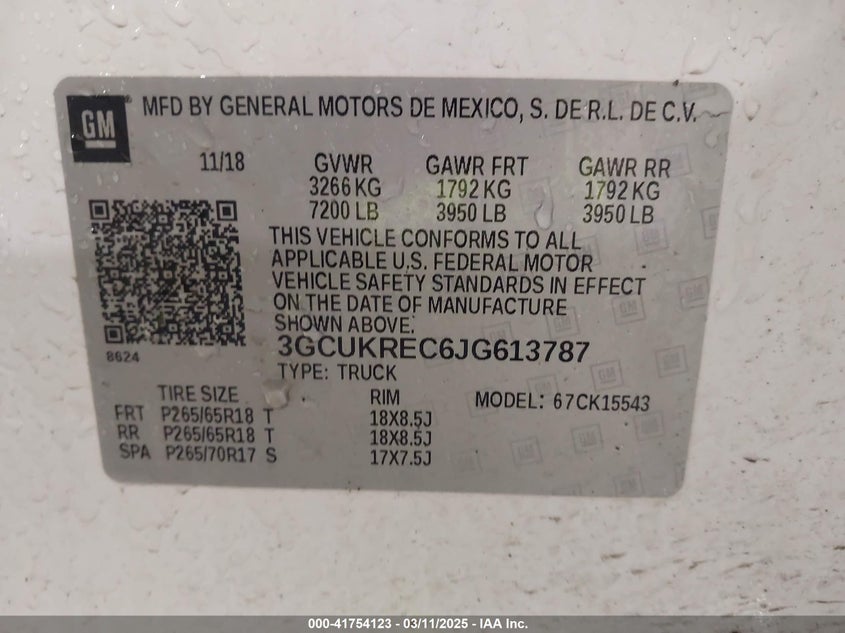 GM
MFD BY GENERAL MOTORS DE MEXICO, S. DE R.L. DE C.V.
11/18 GVWR GAWR FRT GAWR RR
3266 KG 1792 KG 1792 KG
7200 LB 3950 LB 3950 LB
THIS VEHICLE CONFORMS TO ALL
APPLICABLE U.S. FEDERAL MOTOR
VEHICLE SAFETY STANDARDS IN EFFECT
ON THE DATE OF MANUFACTURE
SHOWN ABOVE.
8624
3GCUKREC6JG613787
TYPE: TRUCK
TIRE SIZE RIM MODEL: 67CK15543
FRT P265/65R18 T 18X8.5J
RR P265/65R18 T 18X8.5J
SPA P265/70R17 S 17X7.5J
000-41754123 - 03/11/2025 - IAA Inc.